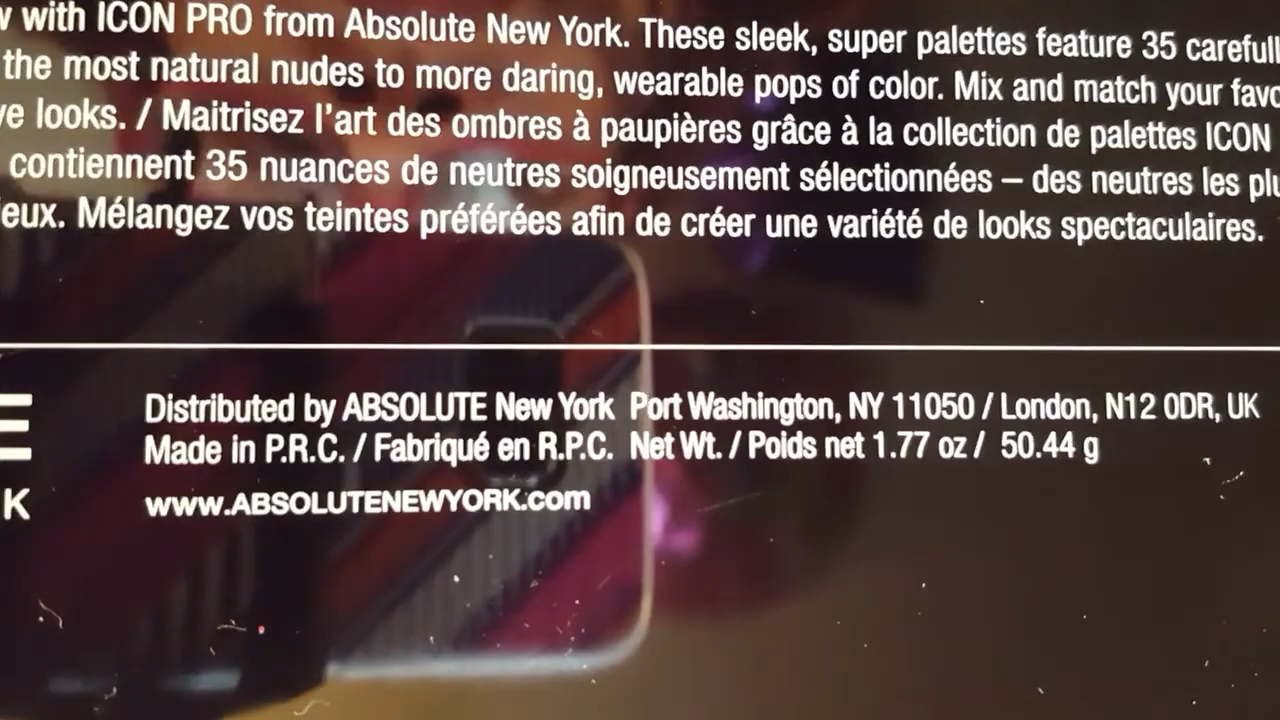 with ICON PRO from Absolute New York. These sleek, super palettes feature 35
the most natural nudes to more daring, wearable pops of color. Mix and match your
looks. / Maitrisez l'art des ombres à paupières grâce à la collection de palettes ICON
contiennent 35 nuances de neutres soigneusement sélectionnées – des neutres les
Mélangez vos teintes préférées afin de créer une variété de looks spectaculaires.
E
K
Distributed by ABSOLUTE New York Port Washington, NY 11050 / London, N12 0DR, UK
Made in P.R.C. / Fabriqué en R.P.C. Net Wt. / Poids net 1.77 oz / 50.44 g
www.ABSOLUTENEWYORK.com